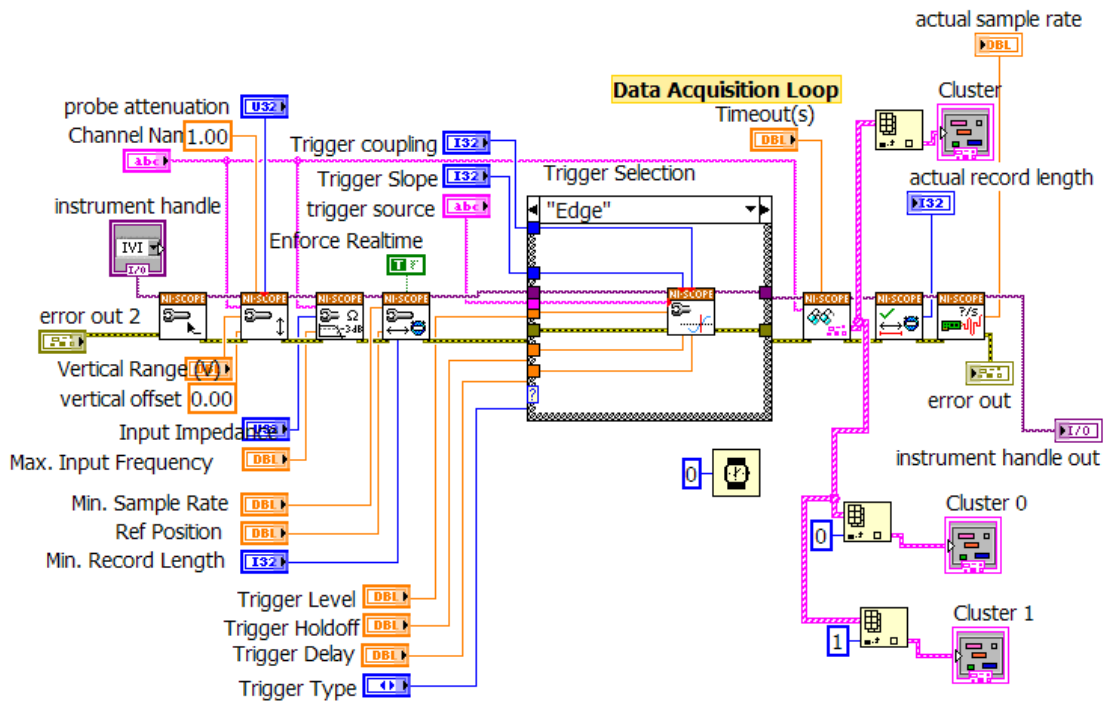 actual sample rate
DBL
Data Acquisition Loop
Timeout(s)
DBL
Cluster
probe attenuation
U32
Channel Nam
1.00
abc
Trigger coupling
I32
Trigger Slope
I32
trigger source
abc
Trigger Selection
"Edge"
actual record length
I32
instrument handle
IVI
I/O
Enforce Realtime
T F
NI-SCOPE
NI-SCOPE
NI-SCOPE
Ω
-3dB
NI-SCOPE
NI-SCOPE
NI-SCOPE
NI-SCOPE
NI-SCOPE
?/s
error out 2
Vertical Range (V)
DBL
vertical offset
0.00
Input Impedance
U32
Max. Input Frequency
DBL
?
error out
I/O
instrument handle out
0
Min. Sample Rate
DBL
Ref Position
DBL
Min. Record Length
I32
Cluster 0
0
Trigger Level
DBL
Trigger Holdoff
DBL
Trigger Delay
DBL
Trigger Type
Cluster 1
1